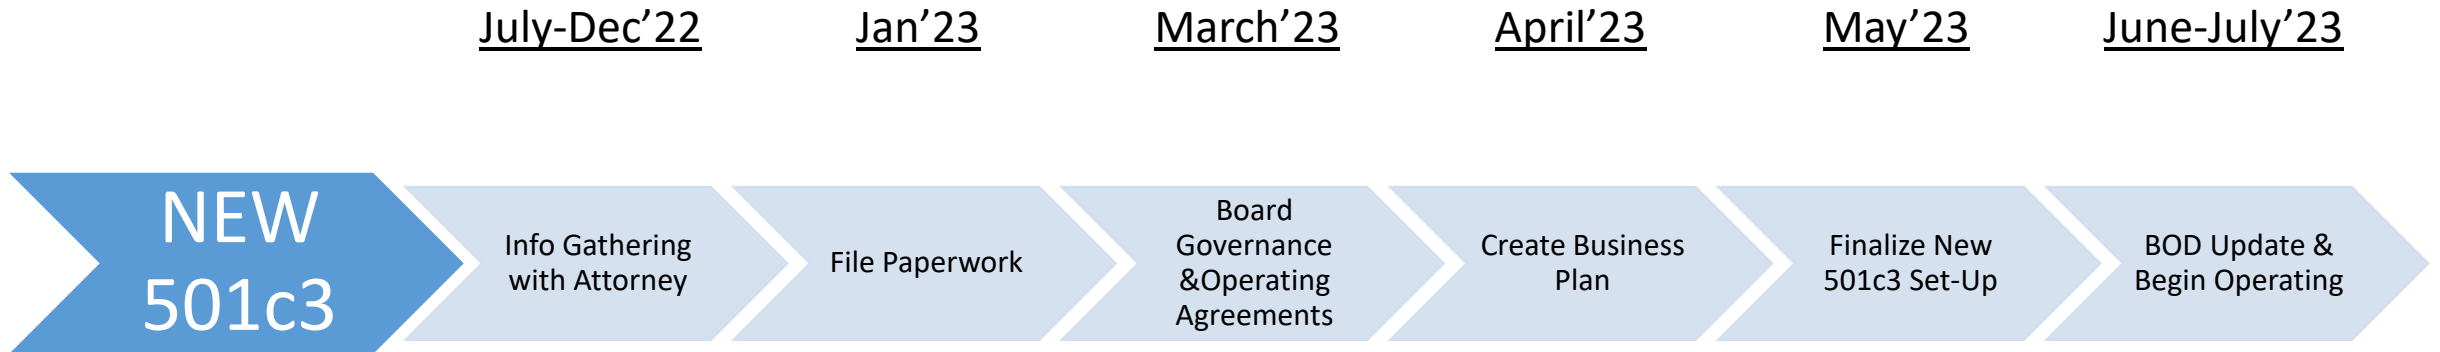 July-Dec’22
Jan’23
March’23
April’23
May’23
June-July’23
NEW
501c3
Info Gathering
with Attorney
File Paperwork
Board
Governance
&Operating
Agreements
Create Business
Plan
Finalize New
501c3 Set-Up
BOD Update &
Begin Operating